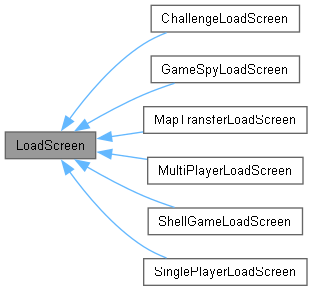 ChallengeLoadScreen
GameSpyLoadScreen
MapTransferLoadScreen
LoadScreen
MultiPlayerLoadScreen
ShellGameLoadScreen
SinglePlayerLoadScreen